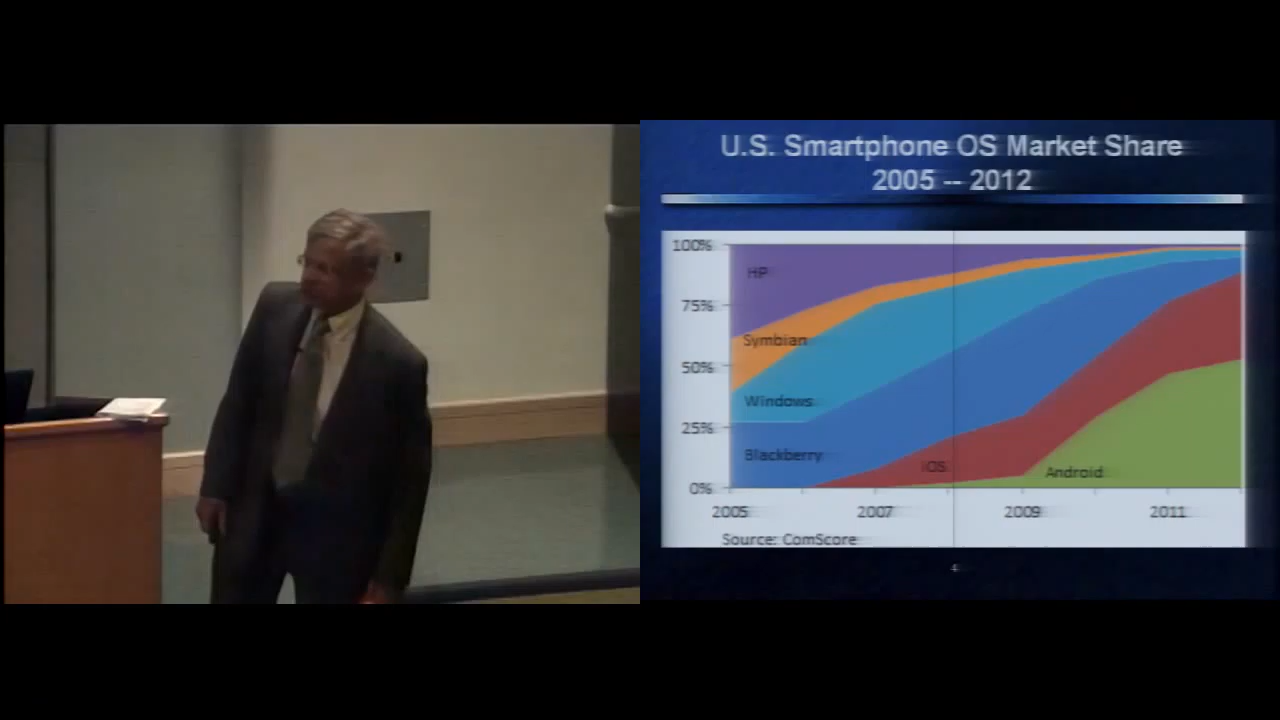 U.S. Smartphone OS Market Share
2005 -- 2012
100%
HP
75%
Symbian
50%
Windows
25%
Blackberry
iOS
Android
0%
2005 2007 2009 2011
Source: ComScore
4